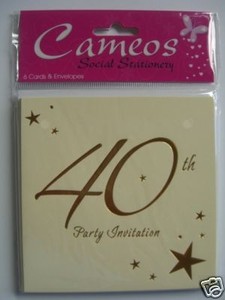 Cameos
Social Stationery
6 Cards & Envelopes
40th
Party Invitation